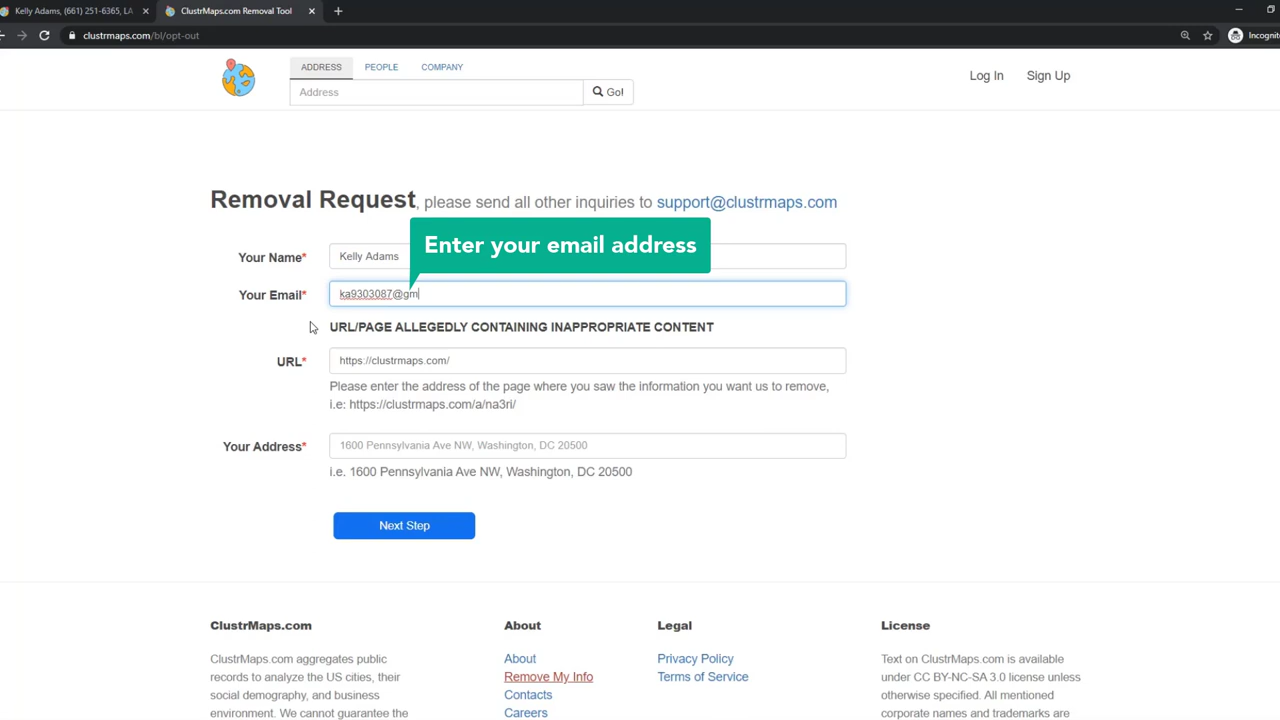 Kelly Adams, (661) 251-6365, LA
ClustrMaps.com Removal Tool
clustrmaps.com/bl/opt-out
Incognito
ADDRESS PEOPLE COMPANY
Address Go!
Log In Sign Up
Removal Request, please send all other inquiries to support@clustrmaps.com
Enter your email address
Your Name* Kelly Adams
Your Email* ka9303087@gm
URL/PAGE ALLEGEDLY CONTAINING INAPPROPRIATE CONTENT
URL* https://clustrmaps.com/
Please enter the address of the page where you saw the information you want us to remove,
i.e: https://clustrmaps.com/a/na3ri/
Your Address* 1600 Pennsylvania Ave NW, Washington, DC 20500
i.e. 1600 Pennsylvania Ave NW, Washington, DC 20500
Next Step
ClustrMaps.com
ClustrMaps.com aggregates public
records to analyze the US cities, their
social demography, and business
environment. We cannot guarantee the
About
About
Remove My Info
Contacts
Careers
Legal
Privacy Policy
Terms of Service
License
Text on ClustrMaps.com is available
under CC BY-NC-SA 3.0 license unless
otherwise specified. All mentioned
corporate names and trademarks are